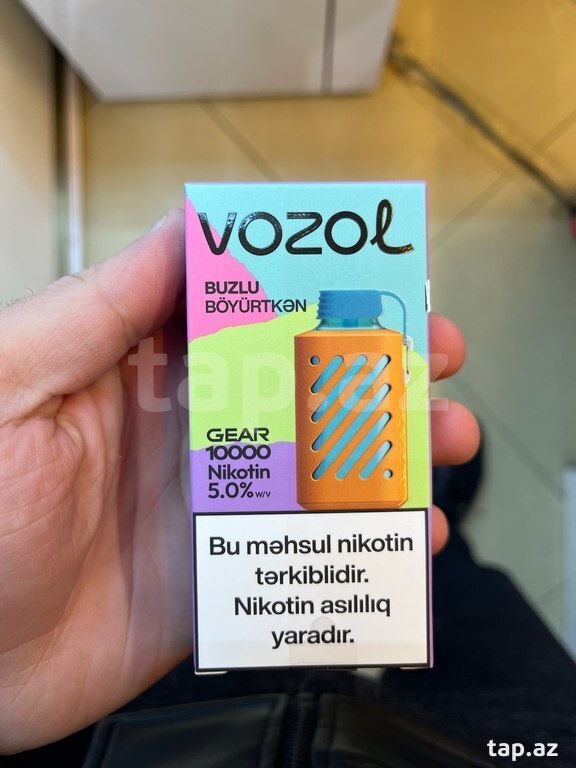 VOZOL
BUZLU
BÖYÜRTKƏN
tap.az
GEAR
10000
Nikotin
5.0% w/v
Bu məhsul nikotin
tərkiblidir.
Nikotin asılılıq
yaradır.
tap.az